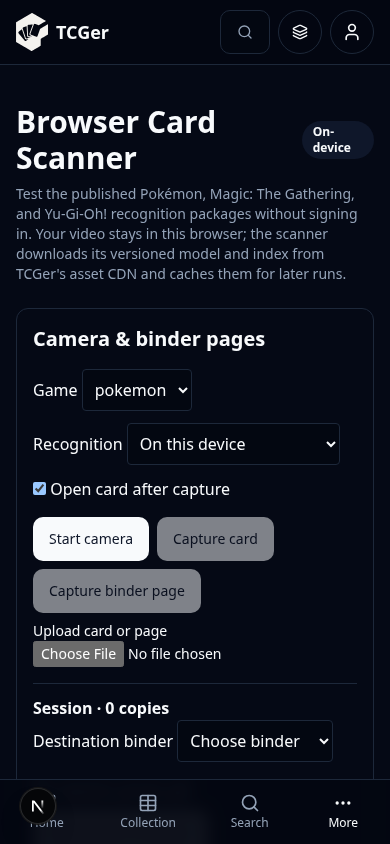 TCGer
Browser Card
Scanner
On-
device
Test the published Pokémon, Magic: The Gathering,
and Yu-Gi-Oh! recognition packages without signing
in. Your video stays in this browser; the scanner
downloads its versioned model and index from
TCGer's asset CDN and caches them for later runs.
Camera & binder pages
Game pokemon
Recognition On this device
Open card after capture
Start camera Capture card
Capture binder page
Upload card or page
Choose File No file chosen
Session · 0 copies
Destination binder Choose binder
N
Home Collection Search More